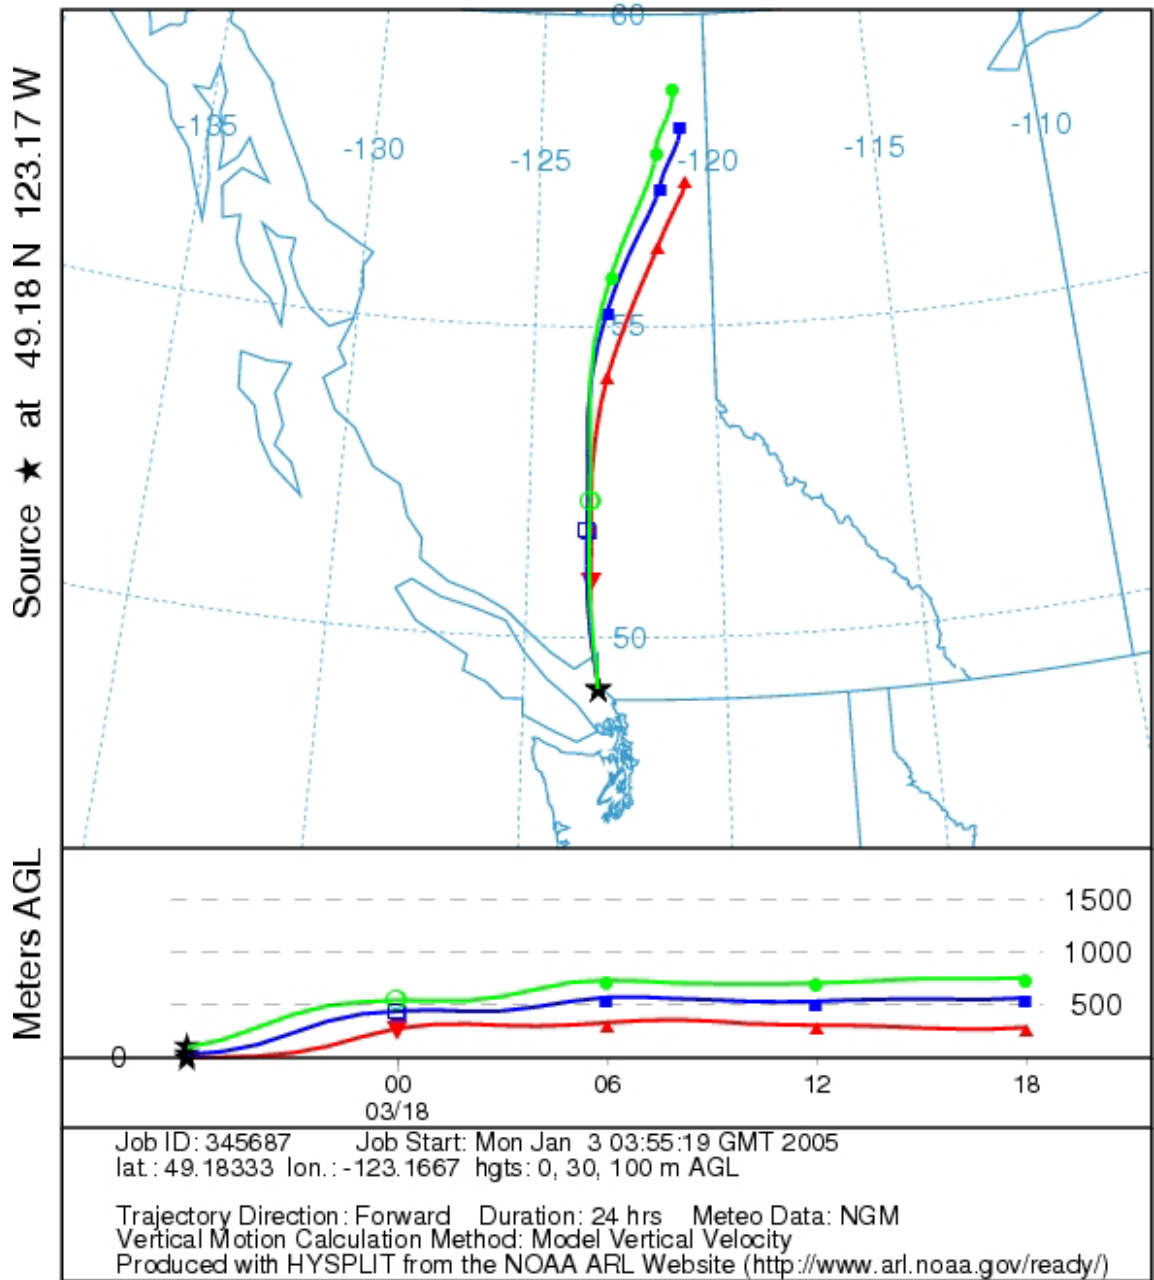 60
-135
-130
-125
-120
-115
-110
55
50
Source ★ at 49.18 N 123.17 W
Meters AGL
1500
1000
500
0
00 06 12 18
03/18
Job ID: 345687 Job Start: Mon Jan 3 03:55:19 GMT 2005
lat.: 49.18333 lon.: -123.1667 hgts: 0, 30, 100 m AGL
Trajectory Direction: Forward Duration: 24 hrs Meteo Data: NGM
Vertical Motion Calculation Method: Model Vertical Velocity
Produced with HYSPLIT from the NOAA ARL Website (http://www.arl.noaa.gov/ready/)